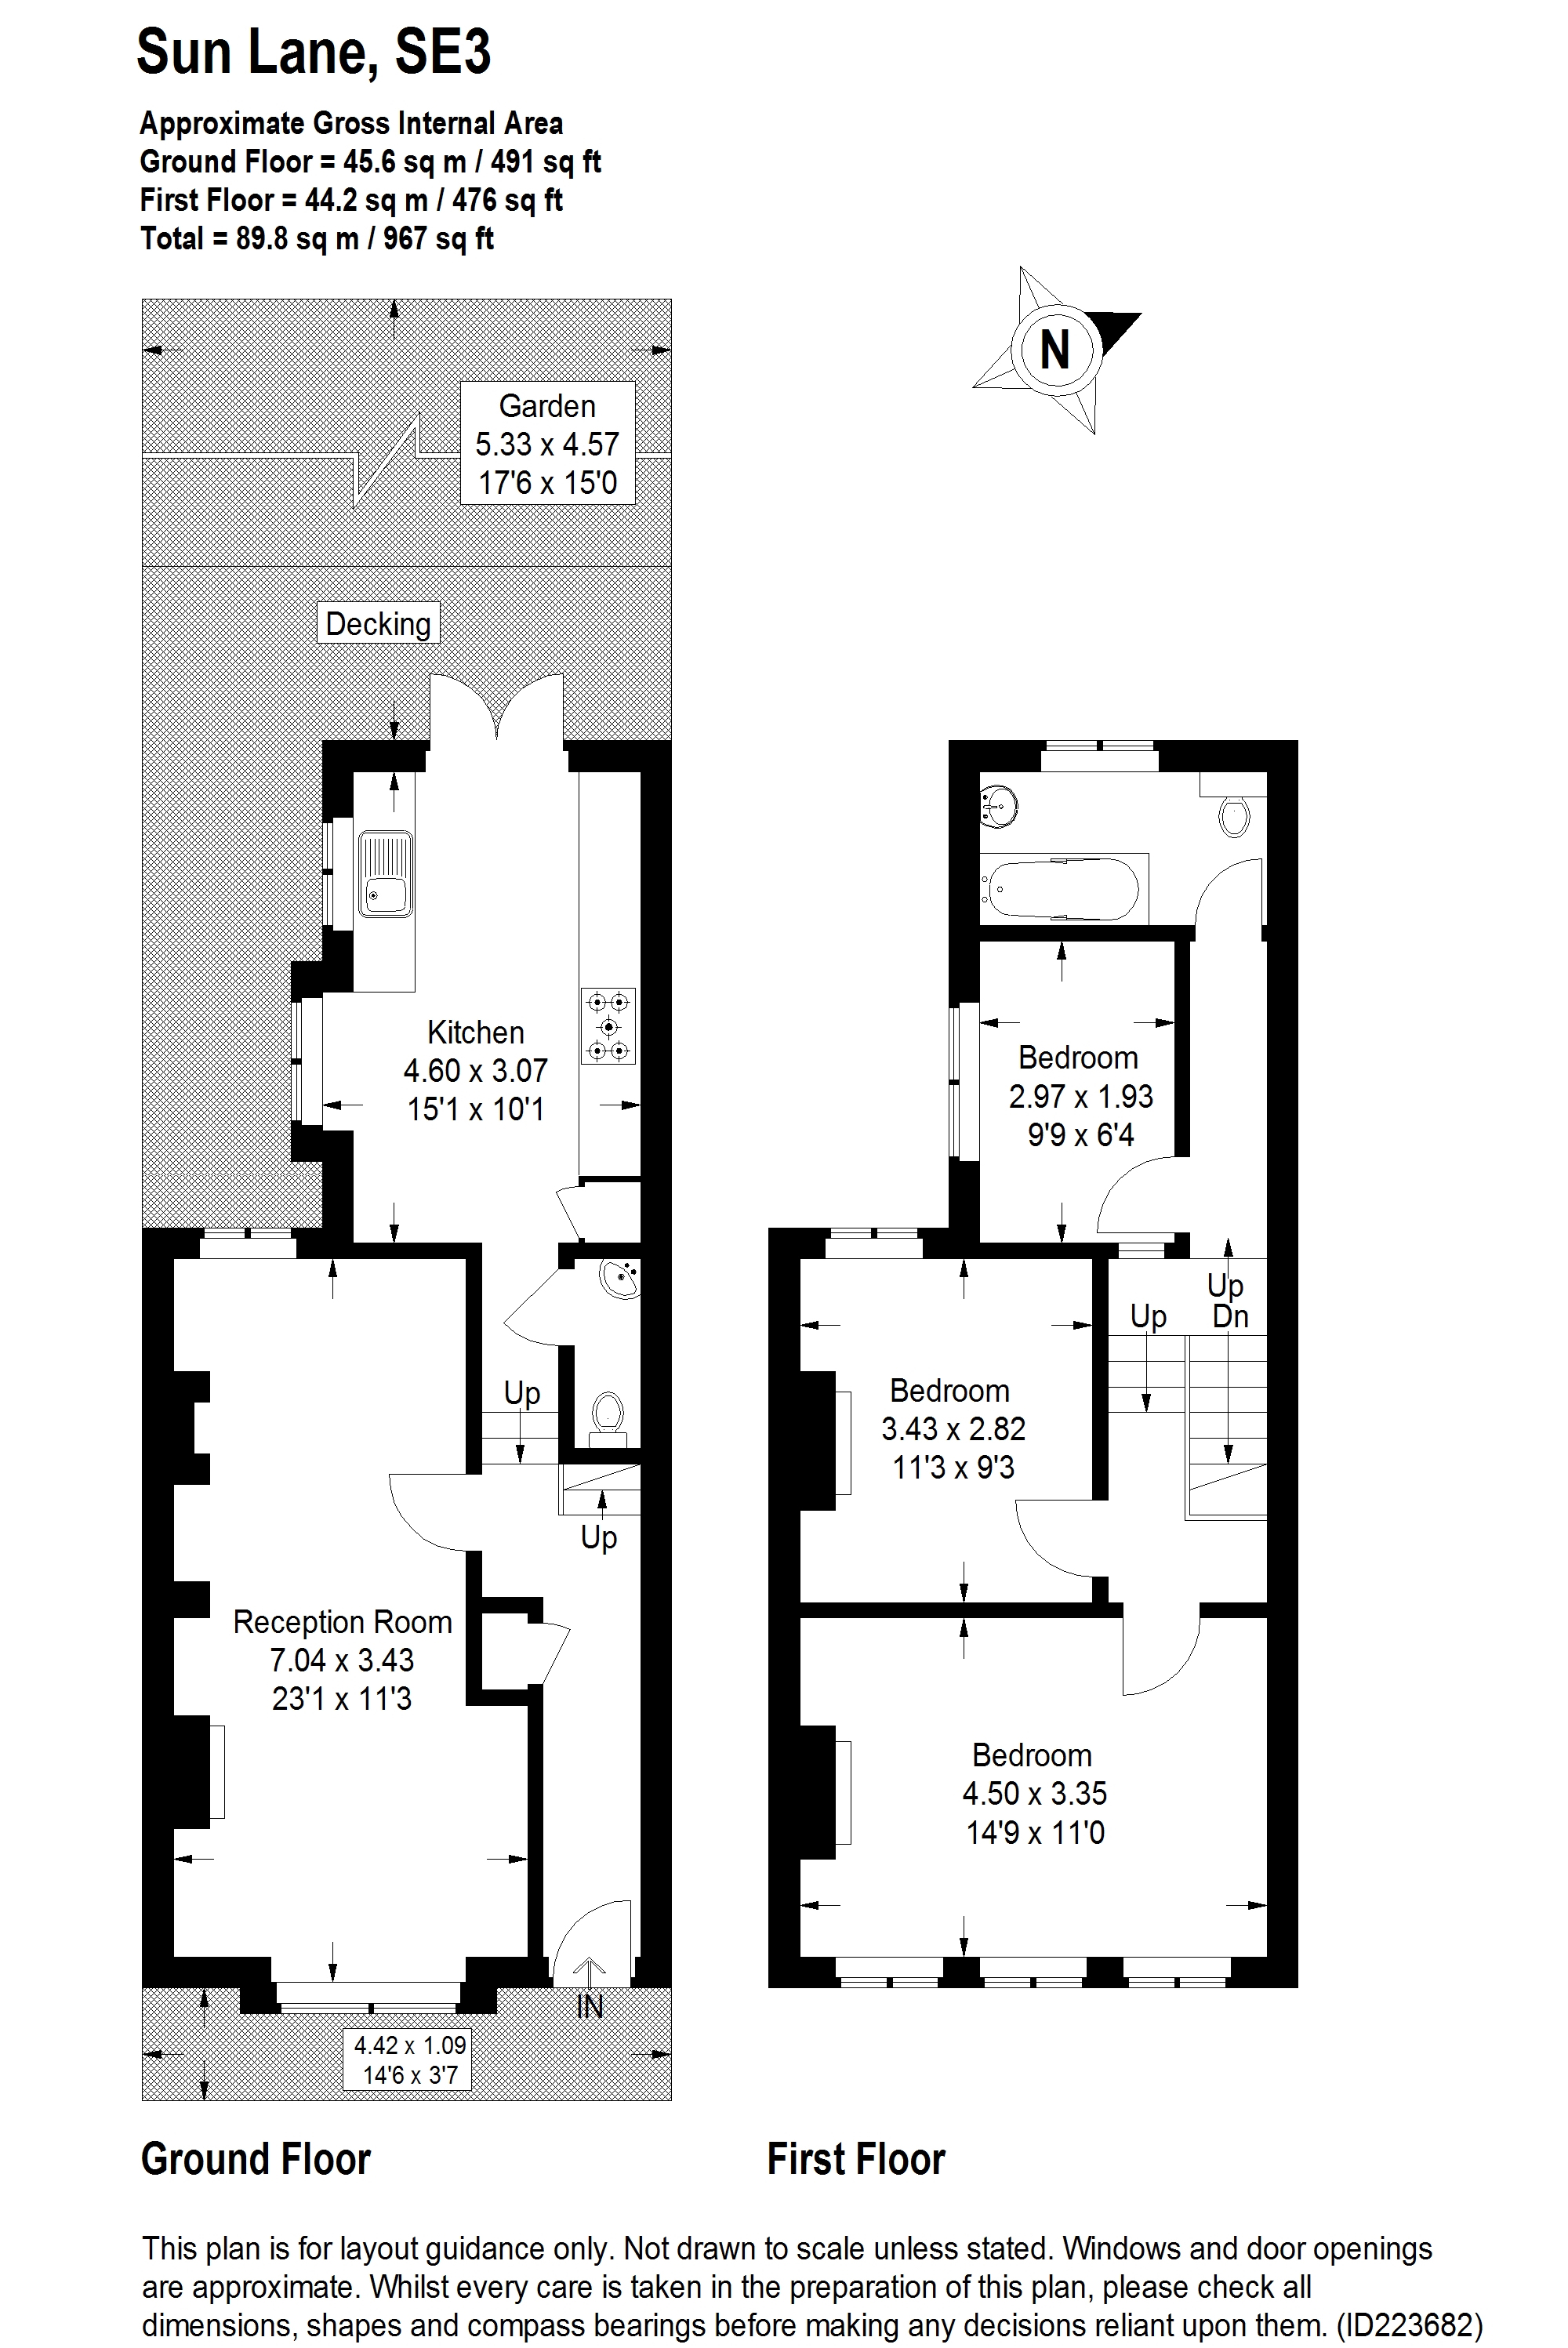 Sun Lane, SE3
Approximate Gross Internal Area
Ground Floor = 45.6 sq m / 491 sq ft
First Floor = 44.2 sq m / 476 sq ft
Total = 89.8 sq m / 967 sq ft
N
Garden
5.33 x 4.57
17'6 x 15'0
Decking
Kitchen
4.60 x 3.07
15'1 x 10'1
Up
Up
Reception Room
7.04 x 3.43
23'1 x 11'3
IN
4.42 x 1.09
14'6 x 3'7
Ground Floor
Bedroom
2.97 x 1.93
9'9 x 6'4
Up
Up
Dn
Bedroom
3.43 x 2.82
11'3 x 9'3
Bedroom
4.50 x 3.35
14'9 x 11'0
First Floor
This plan is for layout guidance only. Not drawn to scale unless stated. Windows and door openings
are approximate. Whilst every care is taken in the preparation of this plan, please check all
dimensions, shapes and compass bearings before making any decisions reliant upon them. (ID223682)